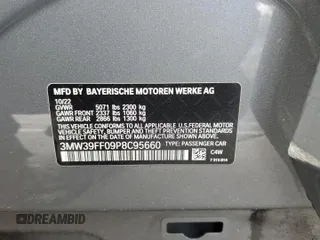 MFD BY BAYERISCHE MOTOREN WERKE AG
10/22
GVWR 5071 lbs 2300 kg
GAWR FRONT 2337 lbs 1060 kg
GAWR REAR 2866 lbs 1300 kg
THIS VEHICLE CONFORMS TO ALL APPLICABLE U.S. FEDERAL MOTOR
VEHICLE SAFETY, BUMPER, AND THEFT PREVENTION STANDARDS IN
EFFECT ON THE DATE OF MANUFACTURE SHOWN ABOVE.
3MW39FF09P8C95660 TYPE: PASSENGER CAR
C4W
DREAMBID